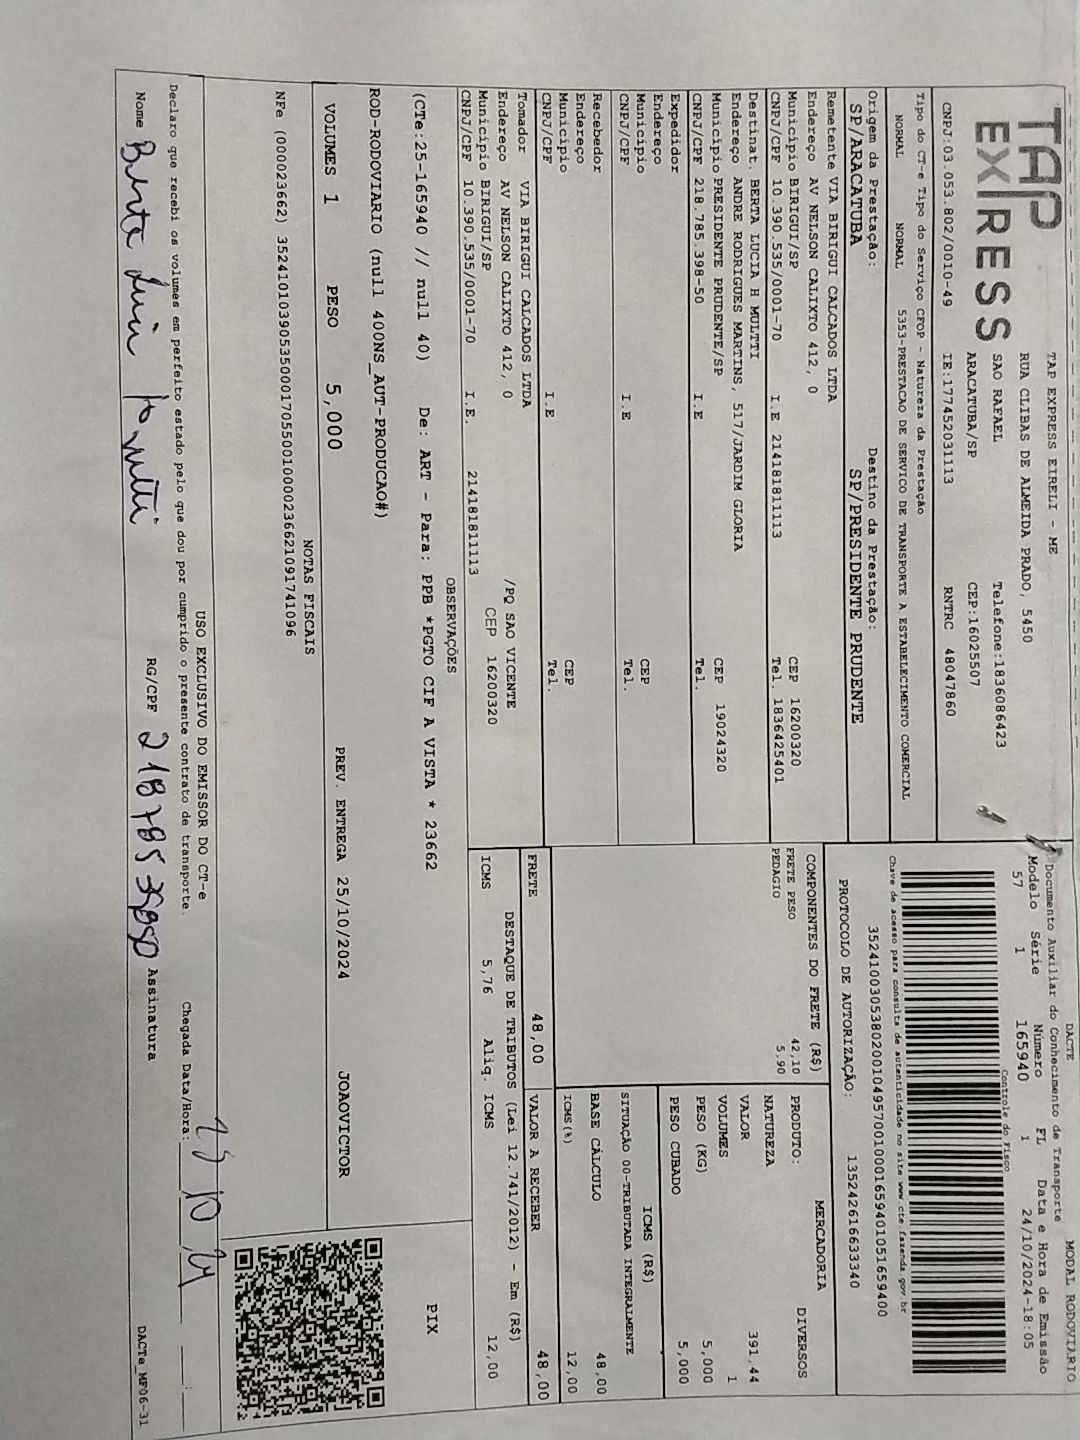 TAP
EXPRESS
TAP EXPRESS EIRELI - ME
RUA CLIBAS DE ALMEIDA PRADO, 5450
SAO RAFAEL Telefone:1836086423
ARACATUBA/SP CEP:16025507
CNPJ:03.053.802/0010-49 IE:177452031113 RNTRC 48047860
DACTE MODAL RODOVIARIO
Documento Auxiliar do Conhecimento de Transporte
Modelo Série Número FL Data e Hora de Emissão
57 1 165940 1 24/10/2024-18:05
Controle do Fisco
Chave de acesso para consulta de autenticidade no site www.cte.fazenda.gov.br
35241003053802001049570010001659401051659400
PROTOCOLO DE AUTORIZAÇÃO: 135242616633340
Tipo do CT-e Tipo do Serviço CFOP - Natureza da Prestação
NORMAL NORMAL 5353-PRESTACAO DE SERVICO DE TRANSPORTE A ESTABELECIMENTO COMERCIAL
Origem da Prestação: Destino da Prestação:
SP/ARACATUBA SP/PRESIDENTE PRUDENTE
Remetente VIA BIRIGUI CALCADOS LTDA
Endereço AV NELSON CALIXTO 412, 0
Município BIRIGUI/SP CEP 16200320
CNPJ/CPF 10.390.535/0001-70 I.E 214181811113 Tel. 1836425401
Destinat. BERTA LUCIA H MULTTI
Endereço ANDRE RODRIGUES MARTINS, 517/JARDIM GLORIA
Município PRESIDENTE PRUDENTE/SP CEP 19024320
CNPJ/CPF 218.785.398-50 I.E Tel.
Expedidor
Endereço
Município CEP
CNPJ/CPF I.E Tel.
Recebedor
Endereço
Município CEP
CNPJ/CPF I.E Tel.
Tomador VIA BIRIGUI CALCADOS LTDA
Endereço AV NELSON CALIXTO 412, 0 /PQ SAO VICENTE
Município BIRIGUI/SP CEP 16200320
CNPJ/CPF 10.390.535/0001-70 I.E. 214181811113
COMPONENTES DO FRETE (R$)
FRETE PESO 42,10
PEDAGIO 5,90
MERCADORIA
PRODUTO: DIVERSOS
NATUREZA
VALOR 391,44
VOLUMES 1
PESO (KG) 5,000
PESO CUBADO 5,000
ICMS (R$)
SITUAÇÃO 00-TRIBUTADA INTEGRALMENTE
BASE CÁLCULO 48,00
ICMS(%) 12,00
FRETE 48,00 VALOR A RECEBER 48,00
DESTAQUE DE TRIBUTOS (Lei 12.741/2012) - Em (R$)
ICMS 5,76 Aliq. ICMS 12,00
OBSERVAÇÕES
(CTe:25-165940 // null 40) De: ART - Para: PPB *PGTO CIF A VISTA * 23662
PIX
ROD-RODOVIARIO (null 400NS_AUT-PRODUCAO#)
VOLUMES 1 PESO 5,000 PREV. ENTREGA 25/10/2024 JOAOVICTOR
NOTAS FISCAIS
NFe (000023662) 35241010390535000170550010000236621091741096
USO EXCLUSIVO DO EMISSOR DO CT-e
Declaro que recebi os volumes em perfeito estado pelo que dou por cumprido o presente contrato de transporte. Chegada Data/Hora:
Nome Berta Lucia H Multti RG/CPF 21878539850 Assinatura
DACTe_MF06-31